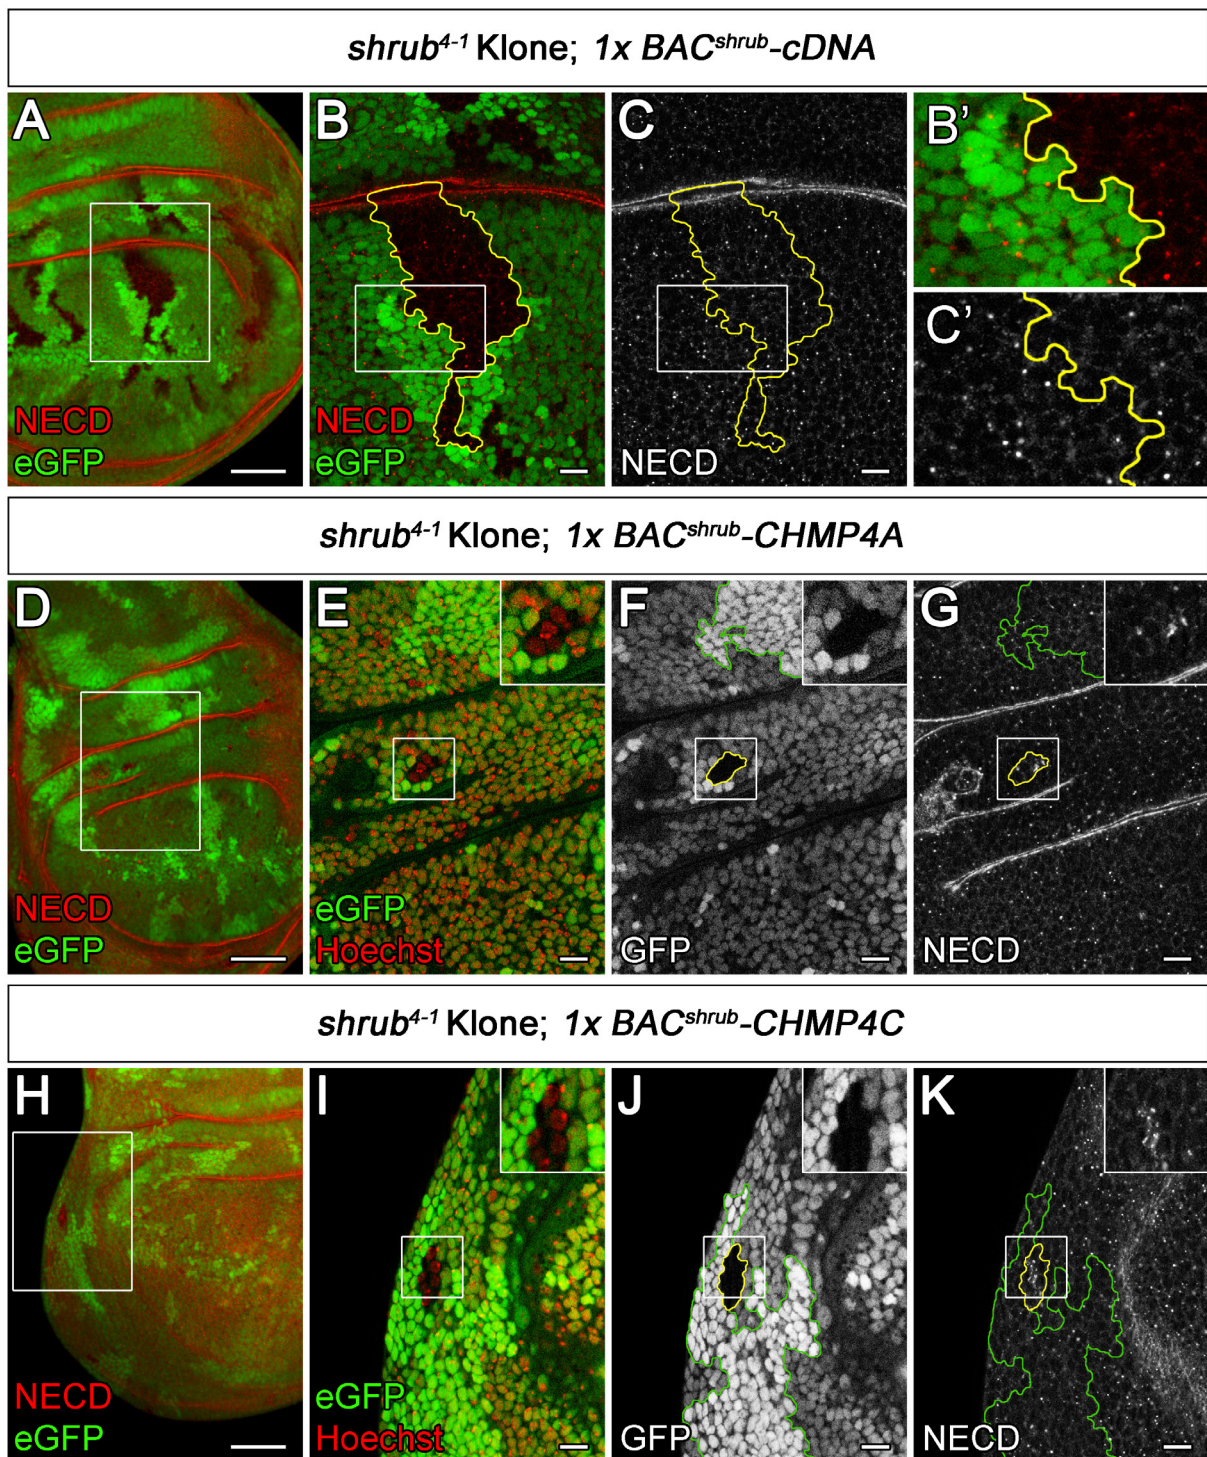 shrub⁴⁻¹ Klone; 1x BACˢʰʳᵘᵇ-cDNA
A
NECD
eGFP
B
NECD
eGFP
C
NECD
B’
C’
shrub⁴⁻¹ Klone; 1x BACˢʰʳᵘᵇ-CHMP4A
D
NECD
eGFP
E
eGFP
Hoechst
F
GFP
G
NECD
shrub⁴⁻¹ Klone; 1x BACˢʰʳᵘᵇ-CHMP4C
H
NECD
eGFP
I
eGFP
Hoechst
J
GFP
K
NECD